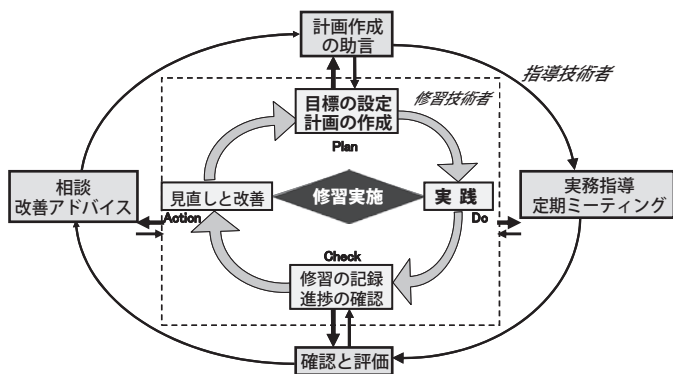 計画作成
の助言
指導技術者
目標の設定
計画の作成
修習技術者
Plan
相談
改善アドバイス
見直しと改善
修習実施
実践
実務指導
定期ミーティング
Action
Do
Check
修習の記録
進捗の確認
確認と評価